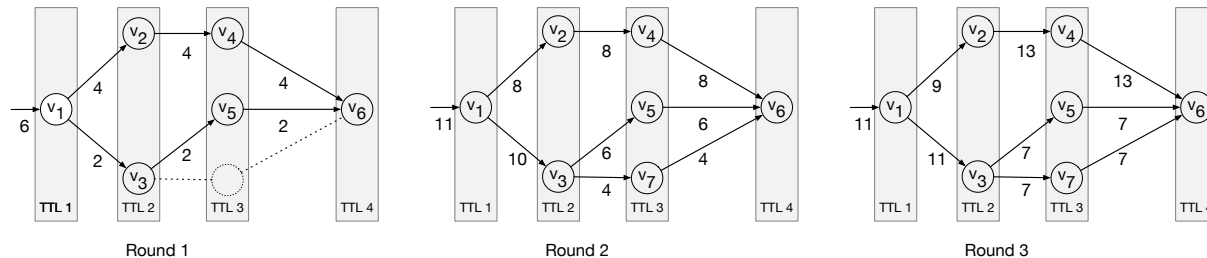 v2 4 v4
4 4
v1 v5 v6
6 2 2
2
v3
TTL 1 TTL 2 TTL 3 TTL 4
Round 1
v2 8 v4
8 8
v1 v5 v6
11 6
10 6 4
v3 4 v7
TTL 1 TTL 2 TTL 3 TTL 4
Round 2
v2 13 v4
9 13
v1 v5 v6
11 7
11 7 7
v3 7 v7
TTL 1 TTL 2 TTL 3 TTL 4
Round 3